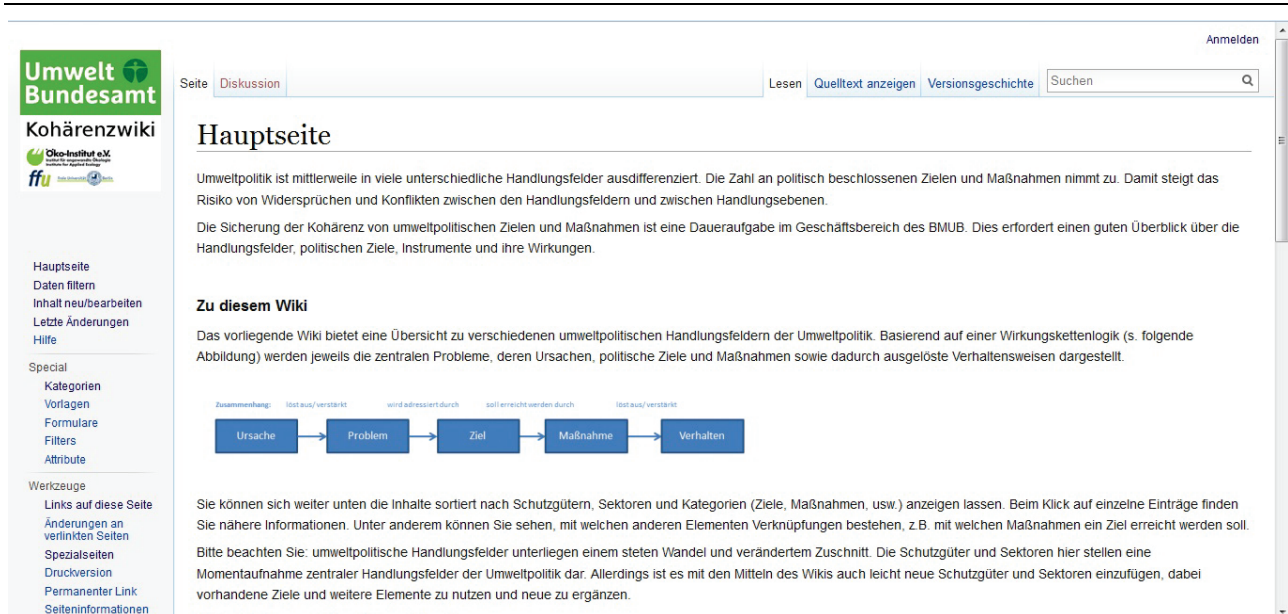 Anmelden
Umwelt
Bundesamt
Kohärenzwiki
Öko-Institut e.V.
Institut für angewandte Ökologie
Institute for Applied Ecology
ffu
Seite Diskussion
Lesen Quelltext anzeigen Versionsgeschichte Suchen
Hauptseite
Umweltpolitik ist mittlerweile in viele unterschiedliche Handlungsfelder ausdifferenziert. Die Zahl an politisch beschlossenen Zielen und Maßnahmen nimmt zu. Damit steigt das
Risiko von Widersprüchen und Konflikten zwischen den Handlungsfeldern und zwischen Handlungsebenen.
Die Sicherung der Kohärenz von umweltpolitischen Zielen und Maßnahmen ist eine Daueraufgabe im Geschäftsbereich des BMUB. Dies erfordert einen guten Überblick über die
Handlungsfelder, politischen Ziele, Instrumente und ihre Wirkungen.
Zu diesem Wiki
Das vorliegende Wiki bietet eine Übersicht zu verschiedenen umweltpolitischen Handlungsfeldern der Umweltpolitik. Basierend auf einer Wirkungskettenlogik (s. folgende
Abbildung) werden jeweils die zentralen Probleme, deren Ursachen, politische Ziele und Maßnahmen sowie dadurch ausgelöste Verhaltensweisen dargestellt.
Zusammenhang: löst aus/ verstärkt wird adressiert durch soll erreicht werden durch löst aus/ verstärkt
Ursache Problem Ziel Maßnahme Verhalten
Sie können sich weiter unten die Inhalte sortiert nach Schutzgütern, Sektoren und Kategorien (Ziele, Maßnahmen, usw.) anzeigen lassen. Beim Klick auf einzelne Einträge finden
Sie nähere Informationen. Unter anderem können Sie sehen, mit welchen anderen Elementen Verknüpfungen bestehen, z.B. mit welchen Maßnahmen ein Ziel erreicht werden soll.
Bitte beachten Sie: umweltpolitische Handlungsfelder unterliegen einem steten Wandel und verändertem Zuschnitt. Die Schutzgüter und Sektoren hier stellen eine
Momentaufnahme zentraler Handlungsfelder der Umweltpolitik dar. Allerdings ist es mit den Mitteln des Wikis auch leicht neue Schutzgüter und Sektoren einzufügen, dabei
vorhandene Ziele und weitere Elemente zu nutzen und neue zu ergänzen.
Hauptseite
Daten filtern
Inhalt neu/bearbeiten
Letzte Änderungen
Hilfe
Special
Kategorien
Vorlagen
Formulare
Filters
Attribute
Werkzeuge
Links auf diese Seite
Änderungen an
verlinkten Seiten
Spezialseiten
Druckversion
Permanenter Link
Seiteninformationen